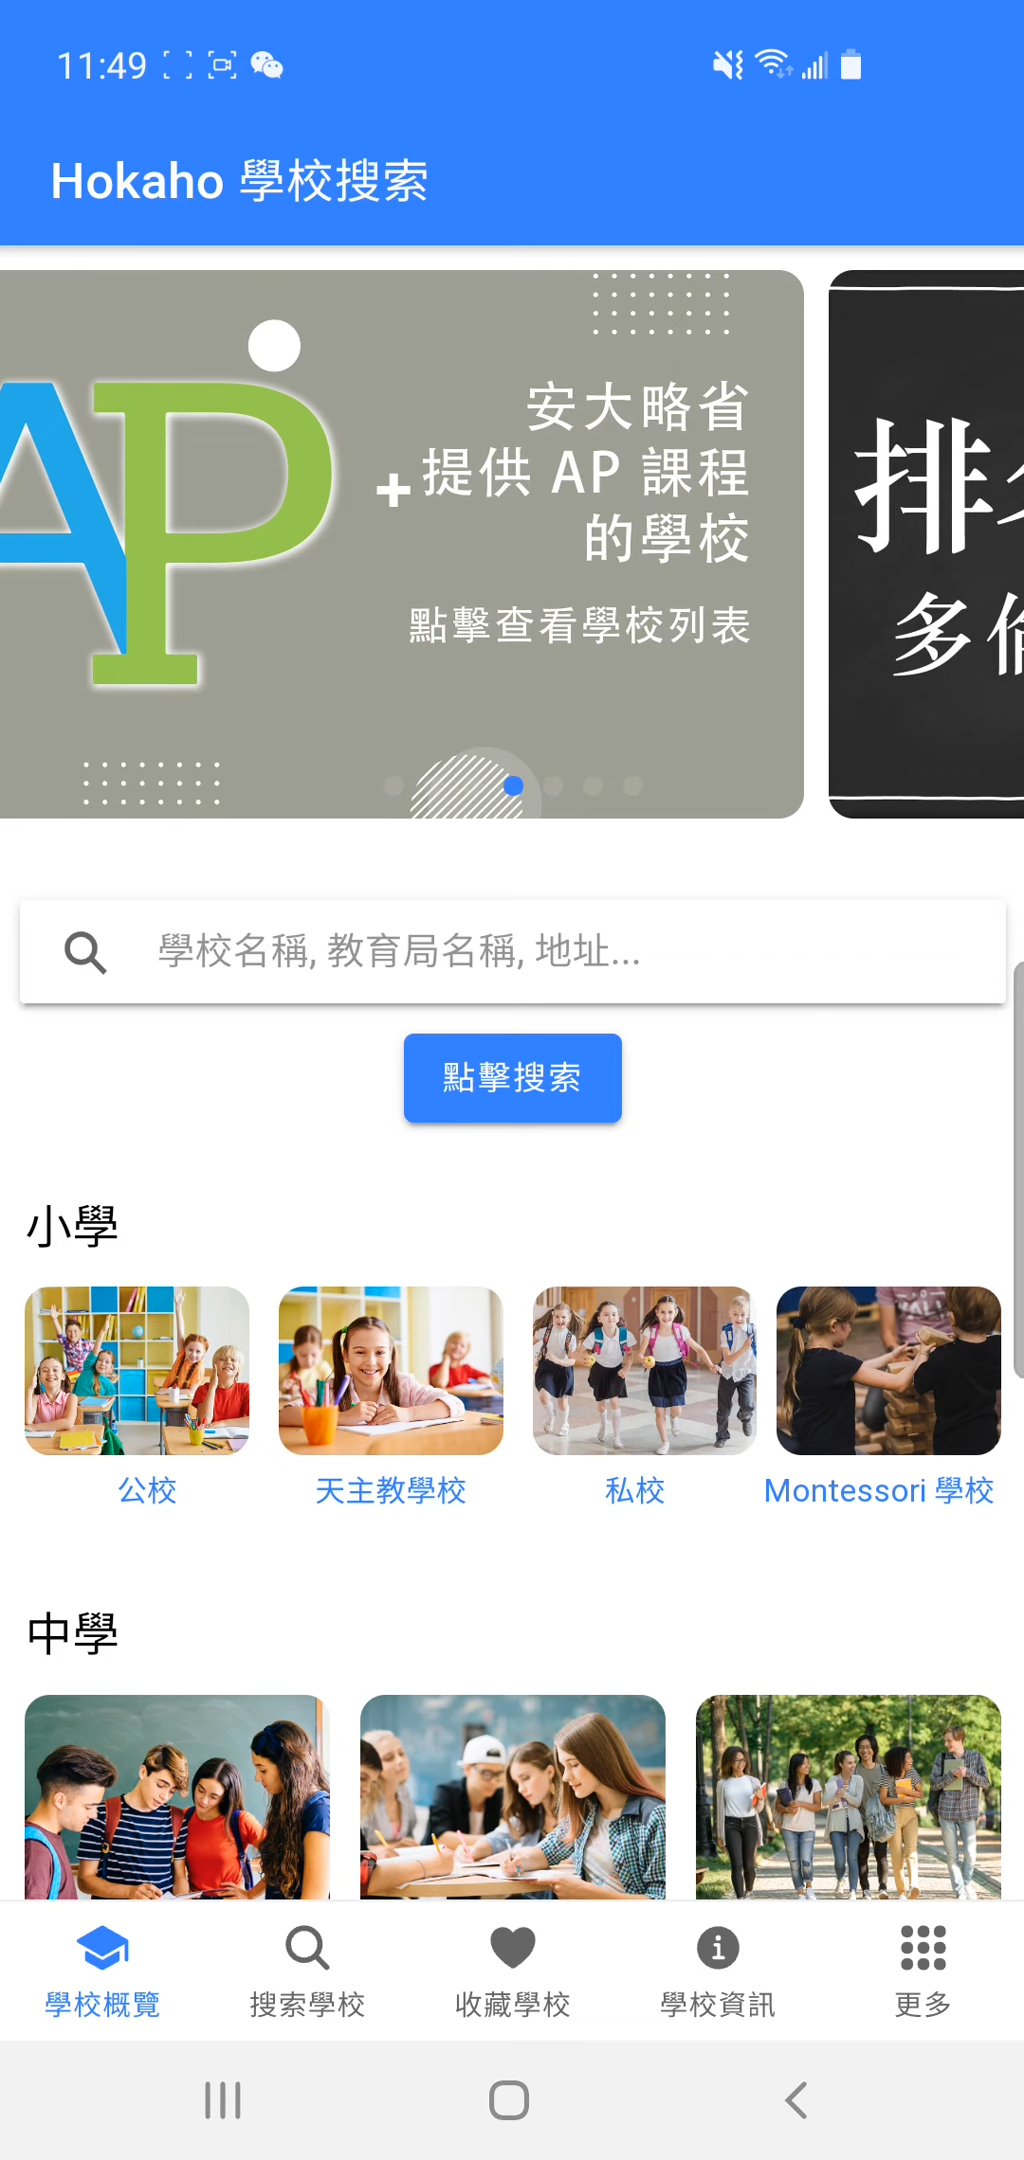 11:49
Hokaho 學校搜索
AP
安大略省
+提供 AP 課程
的學校
點擊查看學校列表
排
多
學校名稱, 教育局名稱, 地址...
點擊搜索
小學
公校
天主教學校
私校
Montessori 學校
中學
學校概覽
搜索學校
收藏學校
學校資訊
更多